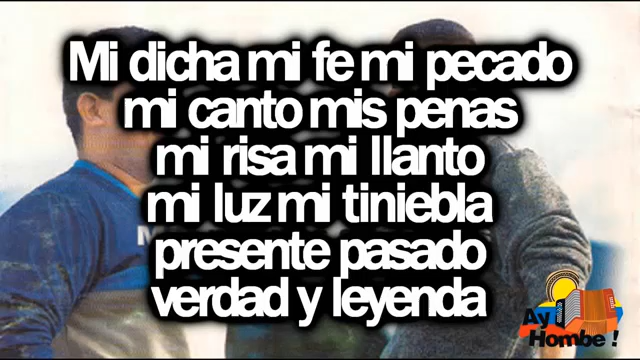 Mi dicha mi fe mi pecado
mi canto mis penas
mi risa mi llanto
mi luz mi tiniebla
presente pasado
verdad y leyenda
Ay
Hombe !